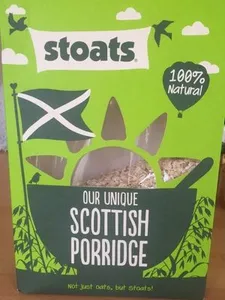 stoats
100%
Natural
OUR UNIQUE
SCOTTISH
PORRIDGE
Not just oats, but Stoats!